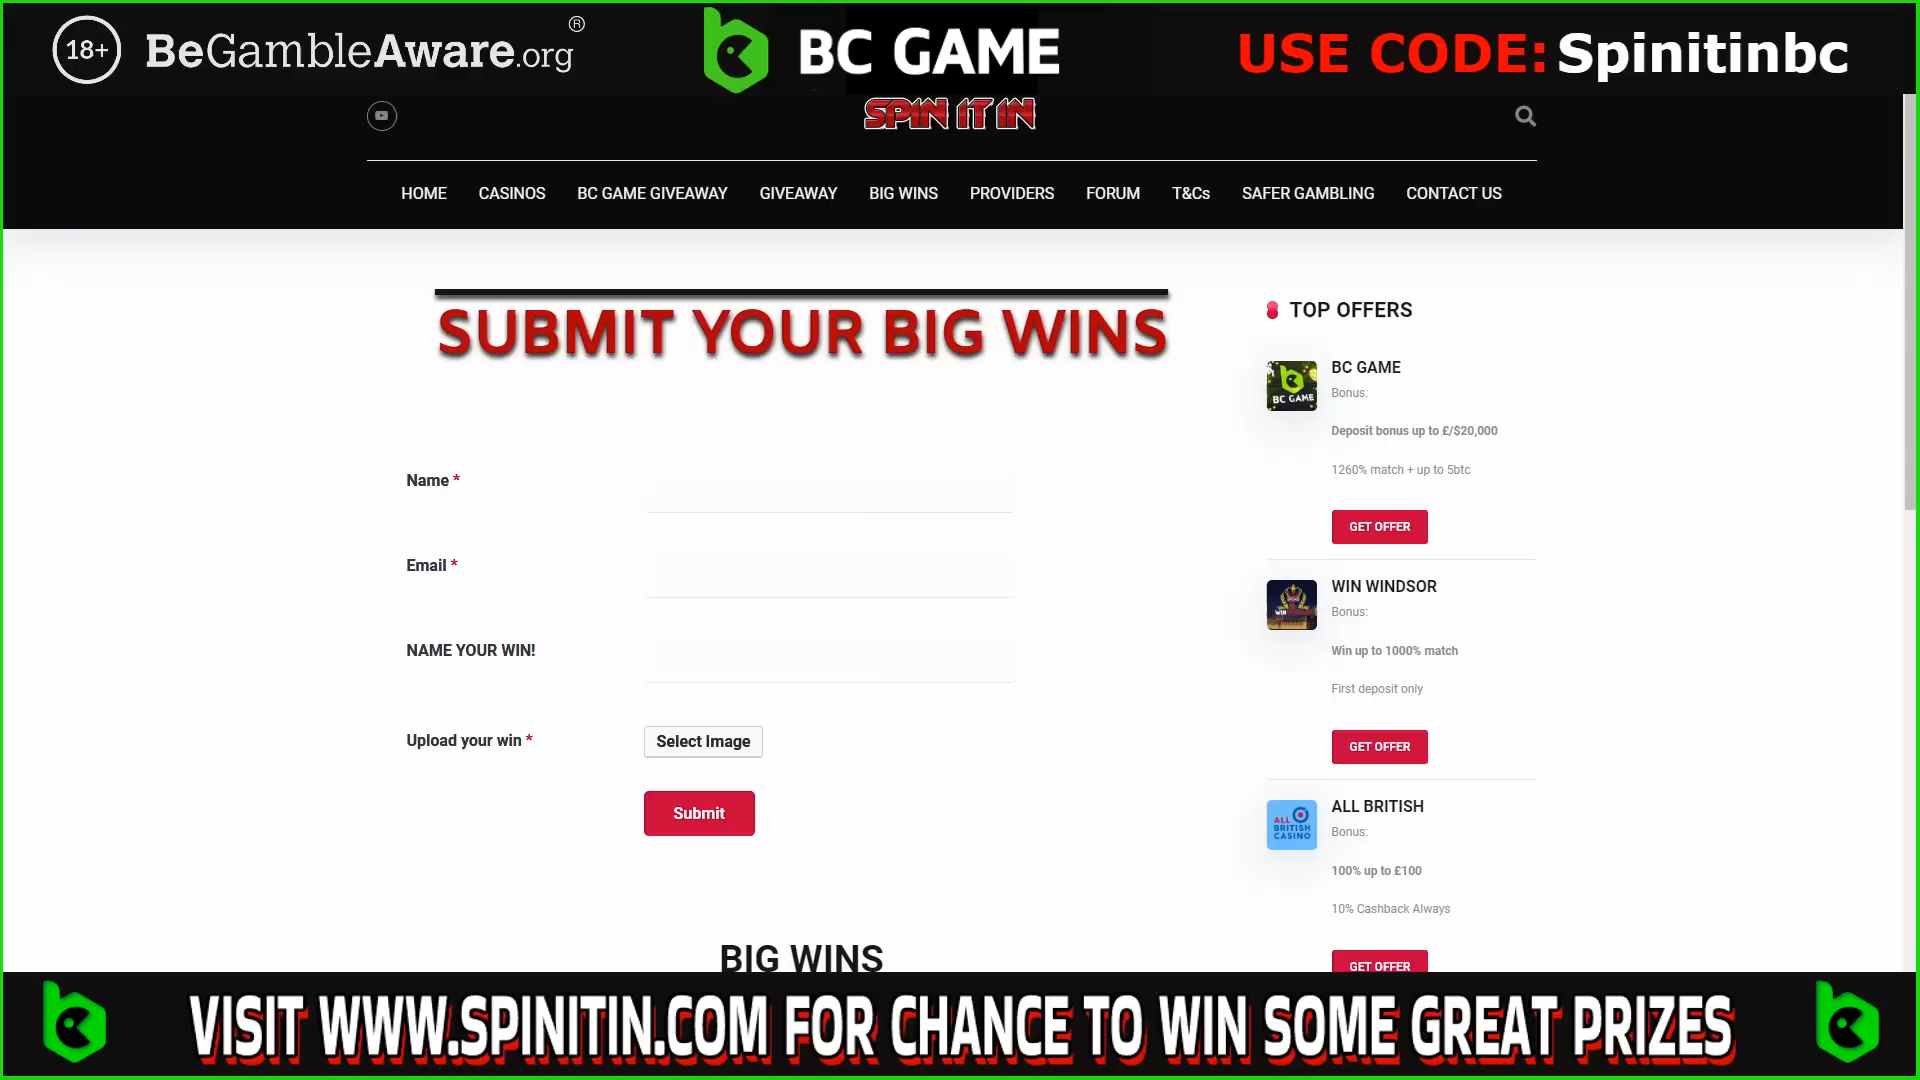 18+ BeGambleAware.org ®
BC GAME
USE CODE: Spinitinbc
SPIN IT IN
HOME CASINOS BC GAME GIVEAWAY GIVEAWAY BIG WINS PROVIDERS FORUM T&Cs SAFER GAMBLING CONTACT US
SUBMIT YOUR BIG WINS
Name *
Email *
NAME YOUR WIN!
Upload your win *
Select Image
Submit
BIG WINS
TOP OFFERS
BC GAME
BC GAME
Bonus:
Deposit bonus up to £/$20,000
1260% match + up to 5btc
GET OFFER
WIN WINDSOR
Bonus:
Win up to 1000% match
First deposit only
GET OFFER
ALL BRITISH CASINO
ALL BRITISH
Bonus:
100% up to £100
10% Cashback Always
GET OFFER
VISIT WWW.SPINITIN.COM FOR CHANCE TO WIN SOME GREAT PRIZES